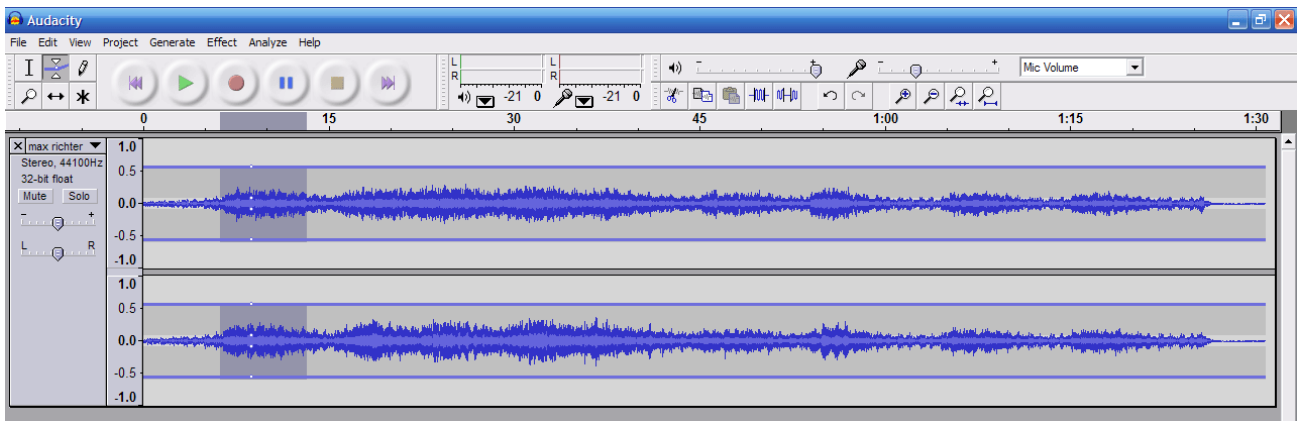 Audacity
File Edit View Project Generate Effect Analyze Help
L
R
-21 0
L
R
-21 0
- +
- +
Mic Volume
0 15 30 45 1:00 1:15 1:30
max richter
Stereo, 44100Hz
32-bit float
Mute Solo
- +
L R
1.0
0.5
0.0
-0.5
-1.0
1.0
0.5
0.0
-0.5
-1.0